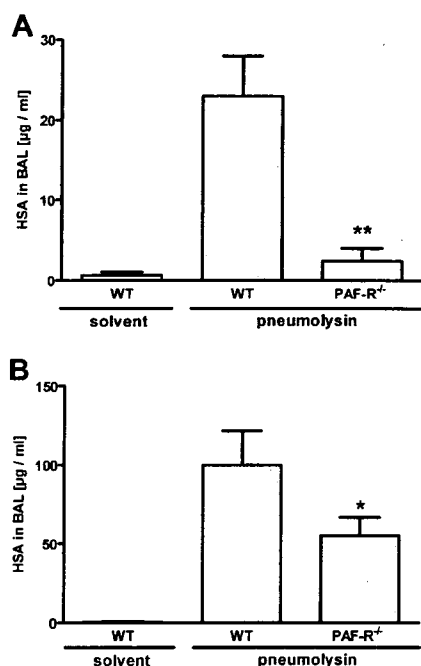 A
HSA in BAL [µg / ml]
30
20
10
0
WT
WT
PAF-R-/-
**
solvent
pneumolysin
B
HSA in BAL [µg / ml]
150
100
50
0
WT
WT
PAF-R-/-
*
solvent
pneumolysin